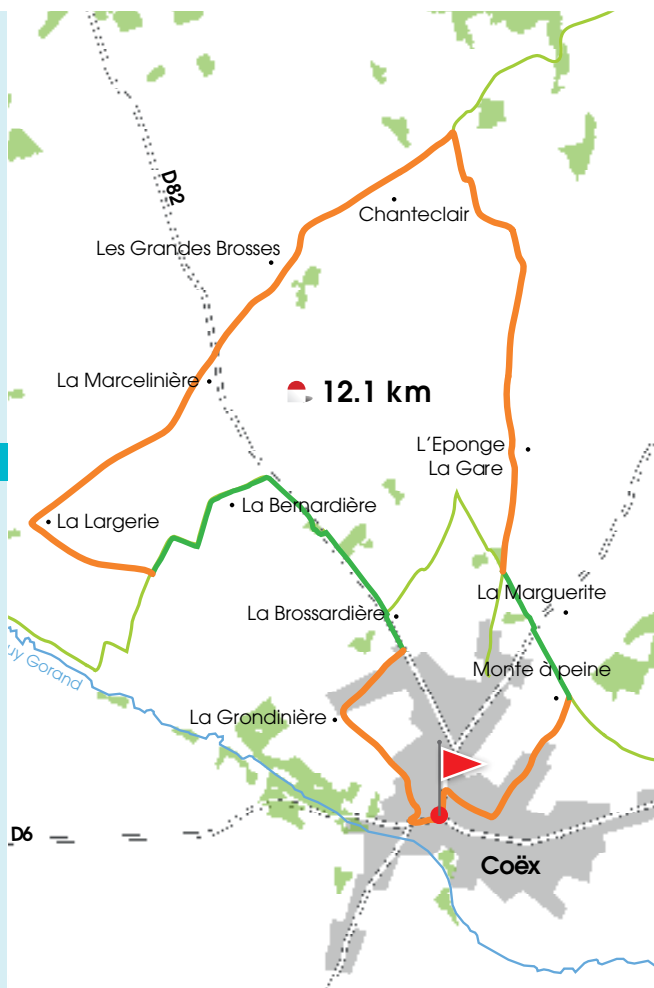 D82
Chanteclair
Les Grandes Brosses
La Marcelinière
12.1 km
L'Eponge
La Gare
La Bernardière
La Largerie
La Marguerite
La Brossardière
uy Gorand
Monte à peine
La Grondinière
D6
Coëx